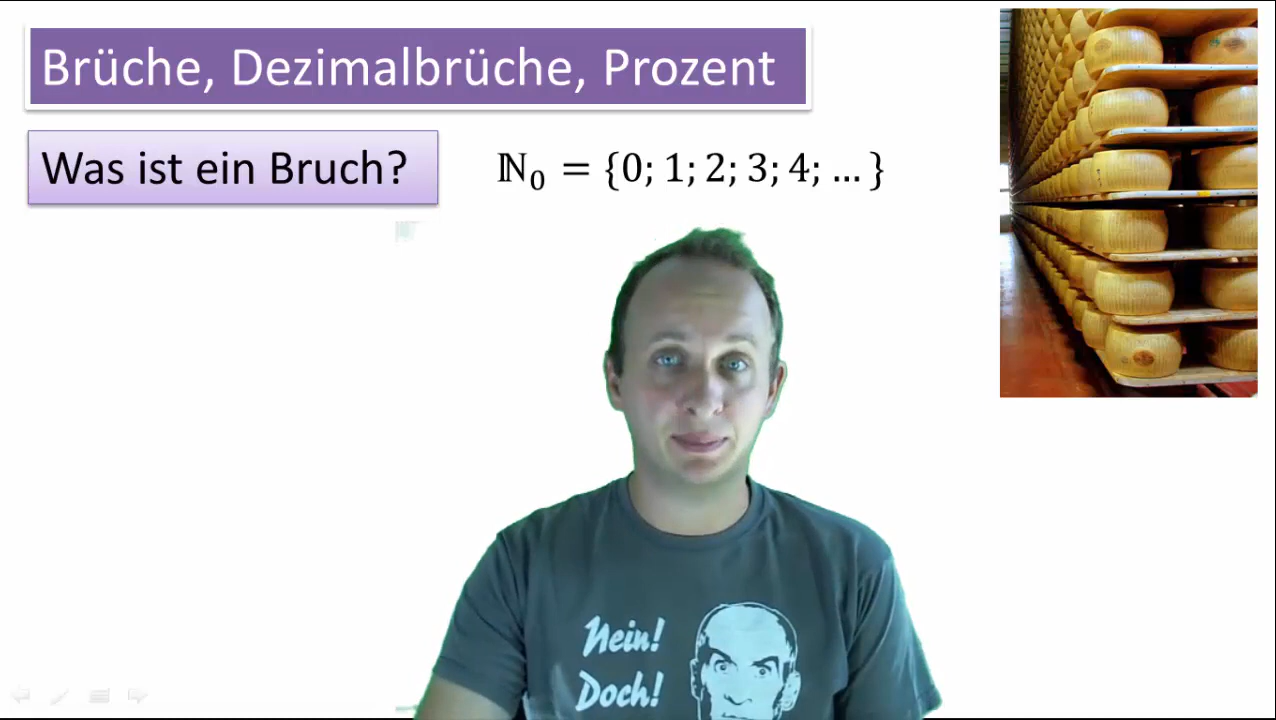 Brüche, Dezimalbrüche, Prozent
Was ist ein Bruch?
ℕ₀ = {0; 1; 2; 3; 4; … }
Nein!
Doch!